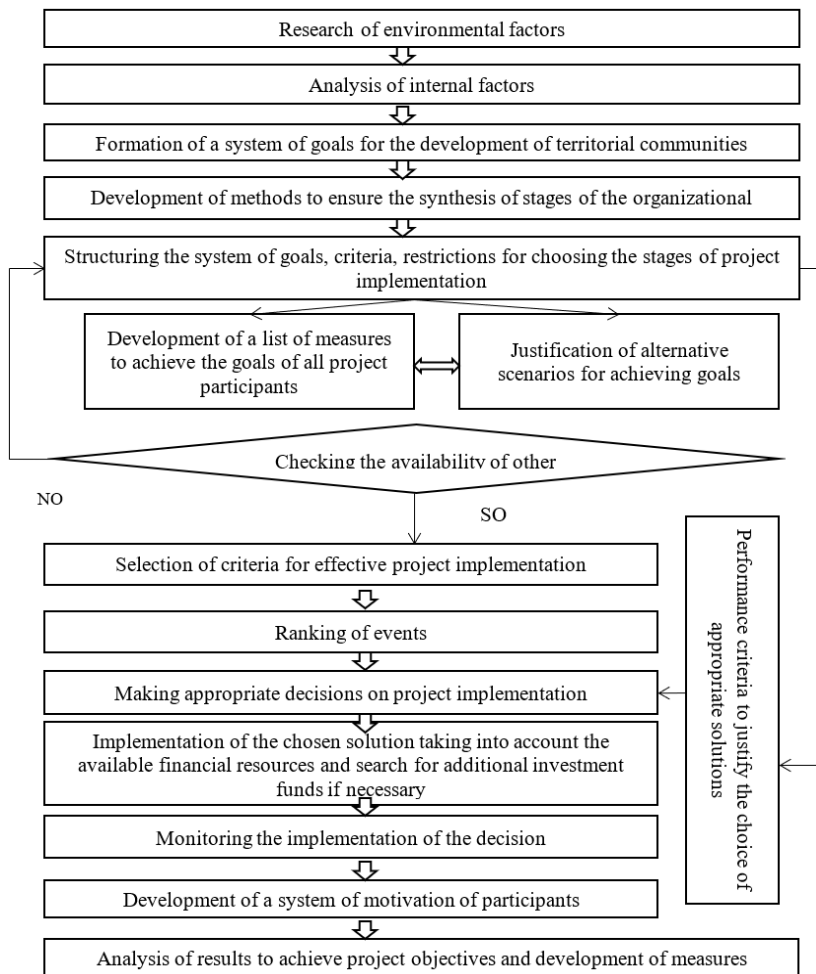 Research of environmental factors
Analysis of internal factors
Formation of a system of goals for the development of territorial communities
Development of methods to ensure the synthesis of stages of the organizational
Structuring the system of goals, criteria, restrictions for choosing the stages of project
implementation
Development of a list of measures
to achieve the goals of all project
participants
Justification of alternative
scenarios for achieving goals
Checking the availability of other
NO
SO
Selection of criteria for effective project implementation
Ranking of events
Making appropriate decisions on project implementation
Implementation of the chosen solution taking into account the
available financial resources and search for additional investment
funds if necessary
Monitoring the implementation of the decision
Development of a system of motivation of participants
Analysis of results to achieve project objectives and development of measures
Performance criteria to justify the choice of
appropriate solutions